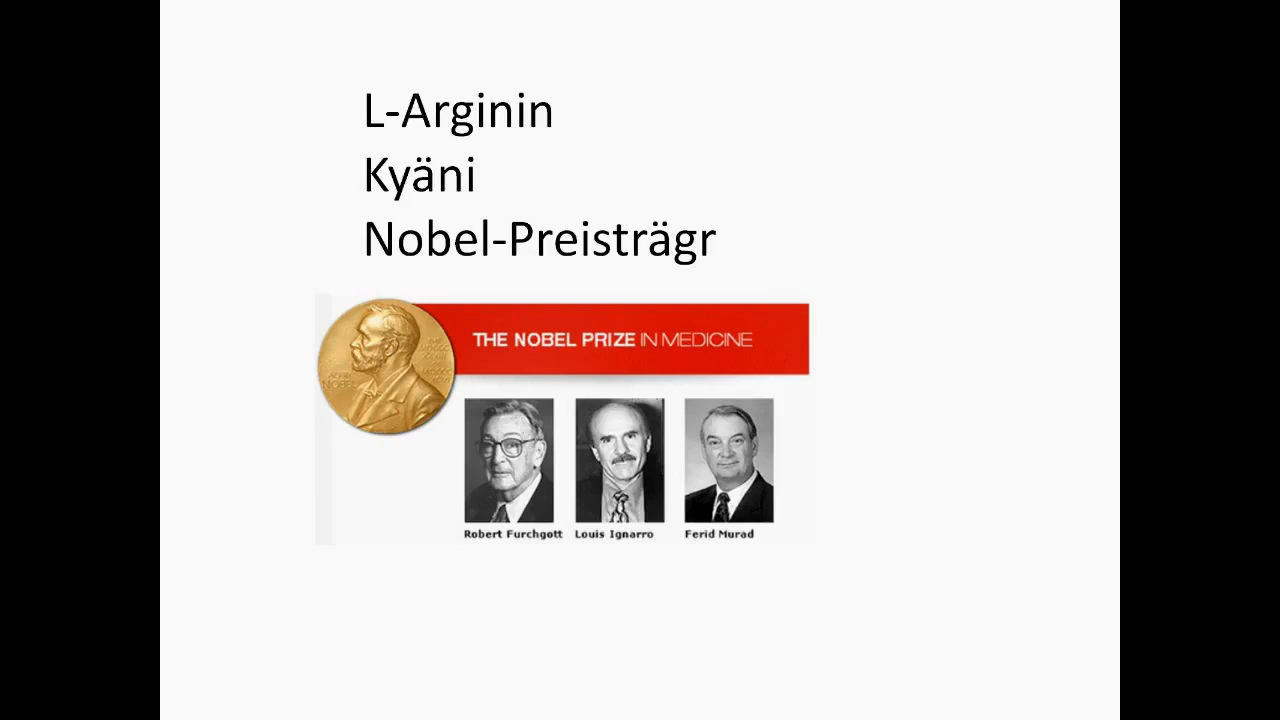 L-Arginin
Kyäni
Nobel-Preisträgr
THE NOBEL PRIZE IN MEDICINE
Robert Furchgott
Louis Ignarro
Ferid Murad